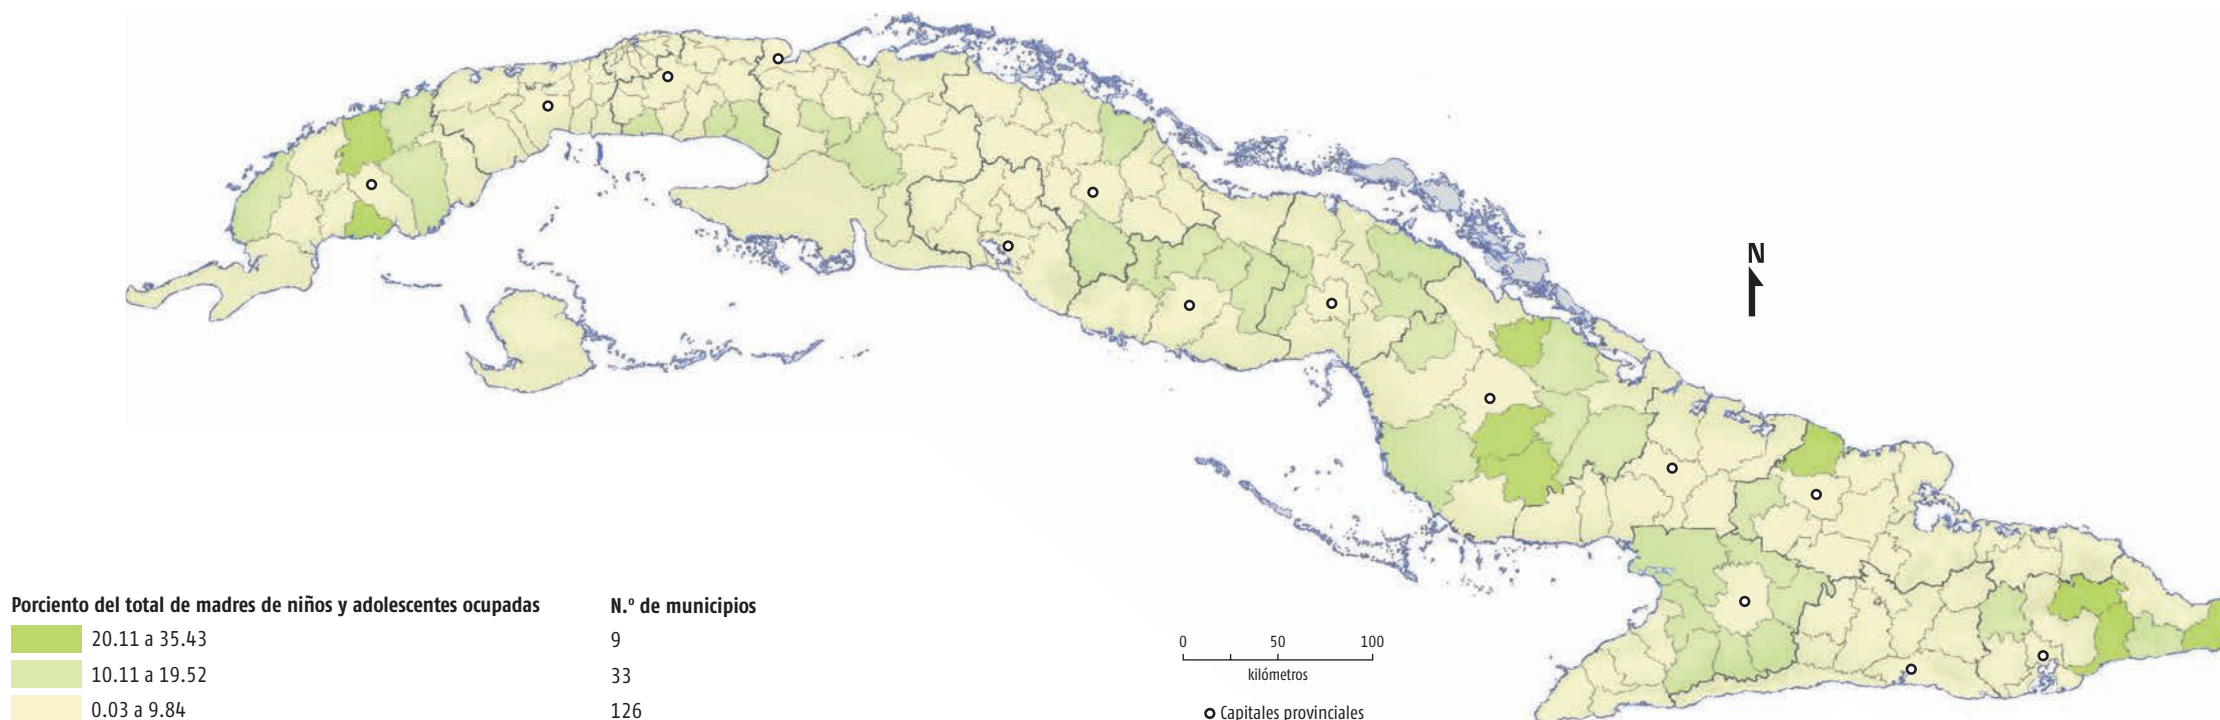 N
Porciento del total de madres de niños y adolescentes ocupadas N.º de municipios
20.11 a 35.43 9
10.11 a 19.52 33
0.03 a 9.84 126
0 50 100
kilómetros
Capitales provinciales